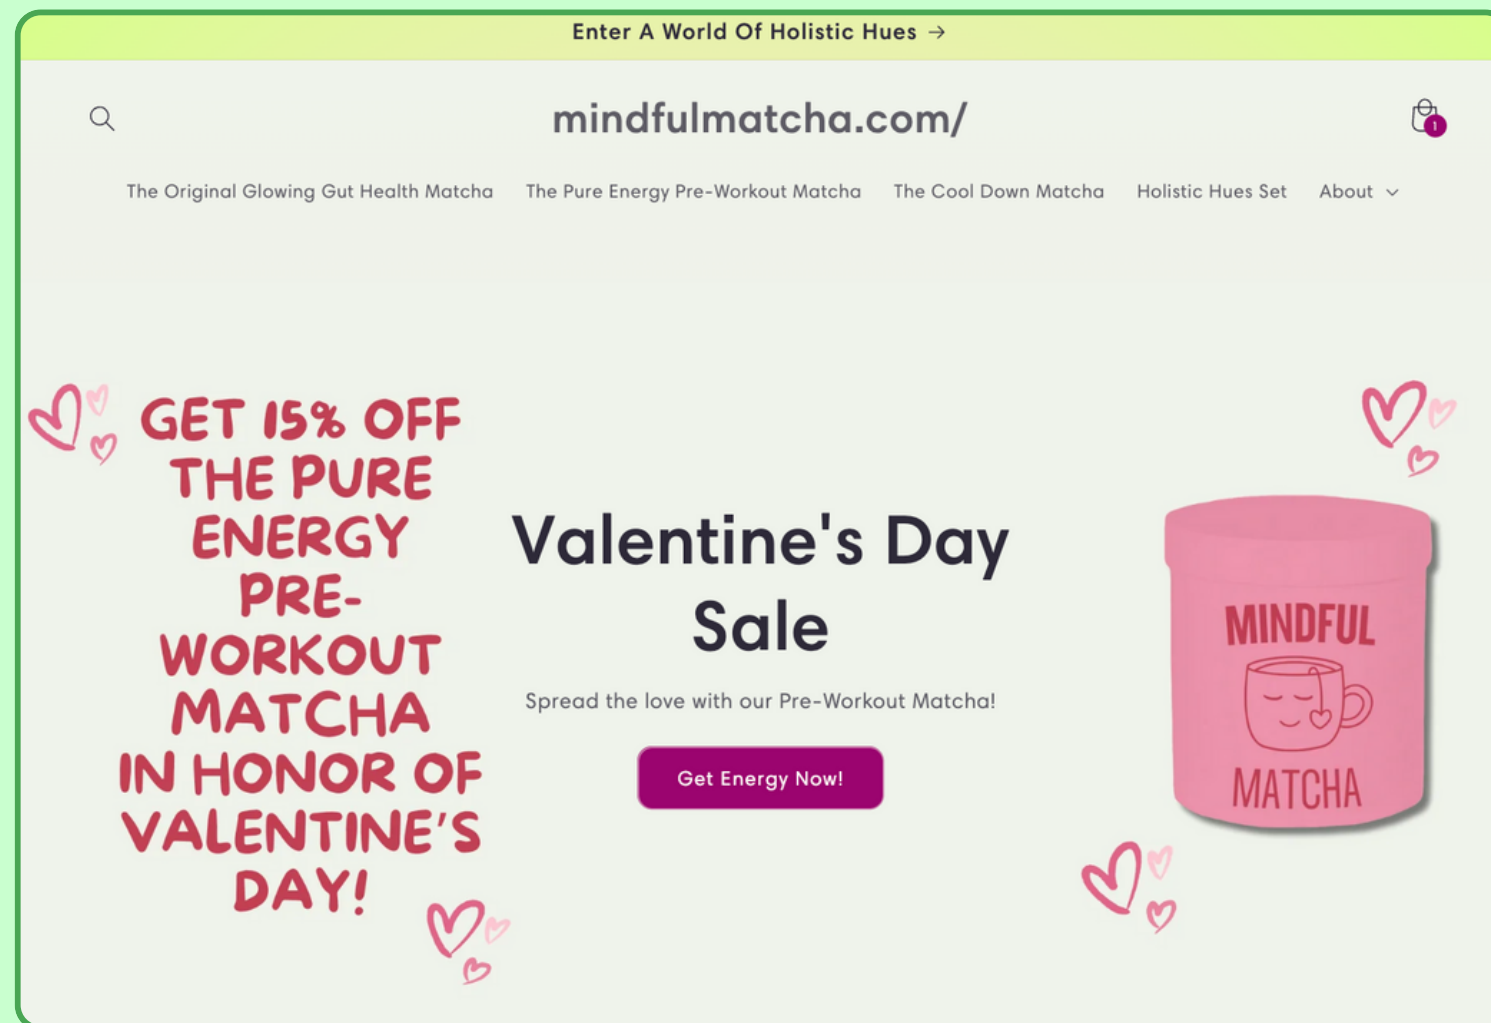 Enter A World Of Holistic Hues →
mindfulmatcha.com/
1
The Original Glowing Gut Health Matcha The Pure Energy Pre-Workout Matcha The Cool Down Matcha Holistic Hues Set About
GET 15% OFF
THE PURE
ENERGY
PRE-
WORKOUT
MATCHA
IN HONOR OF
VALENTINE'S
DAY!
Valentine's Day
Sale
Spread the love with our Pre-Workout Matcha!
Get Energy Now!
MINDFUL
MATCHA